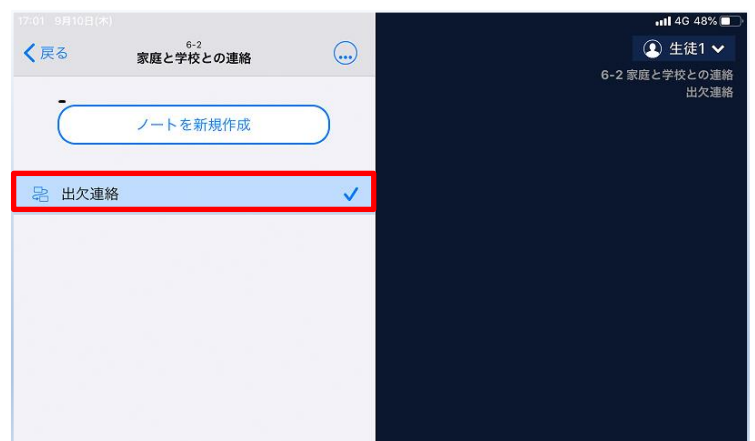 17:01 9月10日(木)
4G 48%
戻る
6-2
家庭と学校との連絡
生徒1
6-2 家庭と学校との連絡
出欠連絡
ノートを新規作成
出欠連絡